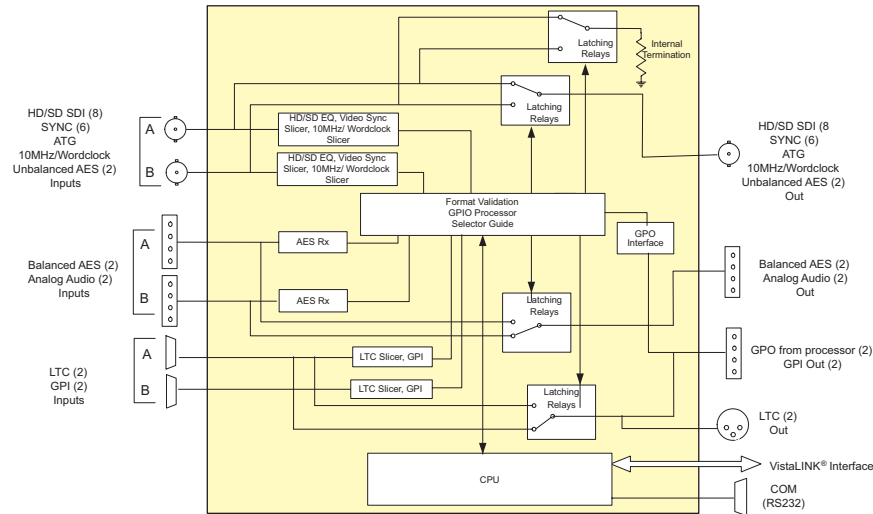 Latching
Relays
Internal
Termination
Latching
Relays
HD/SD SDI (8)
SYNC (6)
ATG
10MHz/Wordclock
Unbalanced AES (2)
Inputs
A
B
HD/SD EQ, Video Sync
Slicer, 10MHz/ Wordclock
Slicer
HD/SD EQ, Video Sync
Slicer, 10MHz/ Wordclock
Slicer
HD/SD SDI (8
SYNC (6)
ATG
10MHz/Wordclock
Unbalanced AES (2)
Out
Format Validation
GPIO Processor
Selector Guide
GPO
Interface
Balanced AES (2)
Analog Audio (2)
Inputs
A
B
AES Rx
AES Rx
Latching
Relays
Balanced AES (2)
Analog Audio (2)
Out
LTC (2)
GPI (2)
Inputs
A
B
LTC Slicer, GPI
LTC Slicer, GPI
Latching
Relays
GPO from processor (2)
GPI Out (2)
LTC (2)
Out
CPU
VistaLINK® Interface
COM
(RS232)